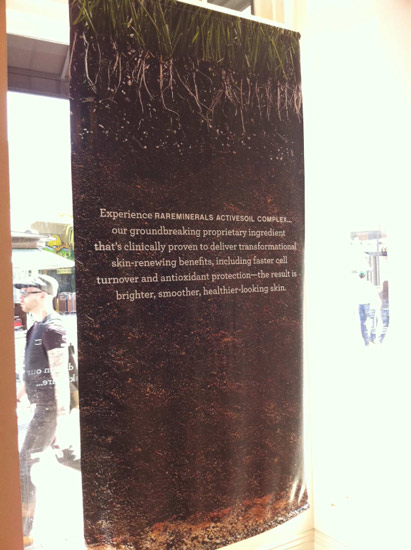 Experience RAREMINERALS ACTIVESOIL COMPLEX...
our groundbreaking proprietary ingredient
that's clinically proven to deliver transformational
skin-renewing benefits, including faster cell
turnover and antioxidant protection—the result is
brighter, smoother, healthier-looking skin.